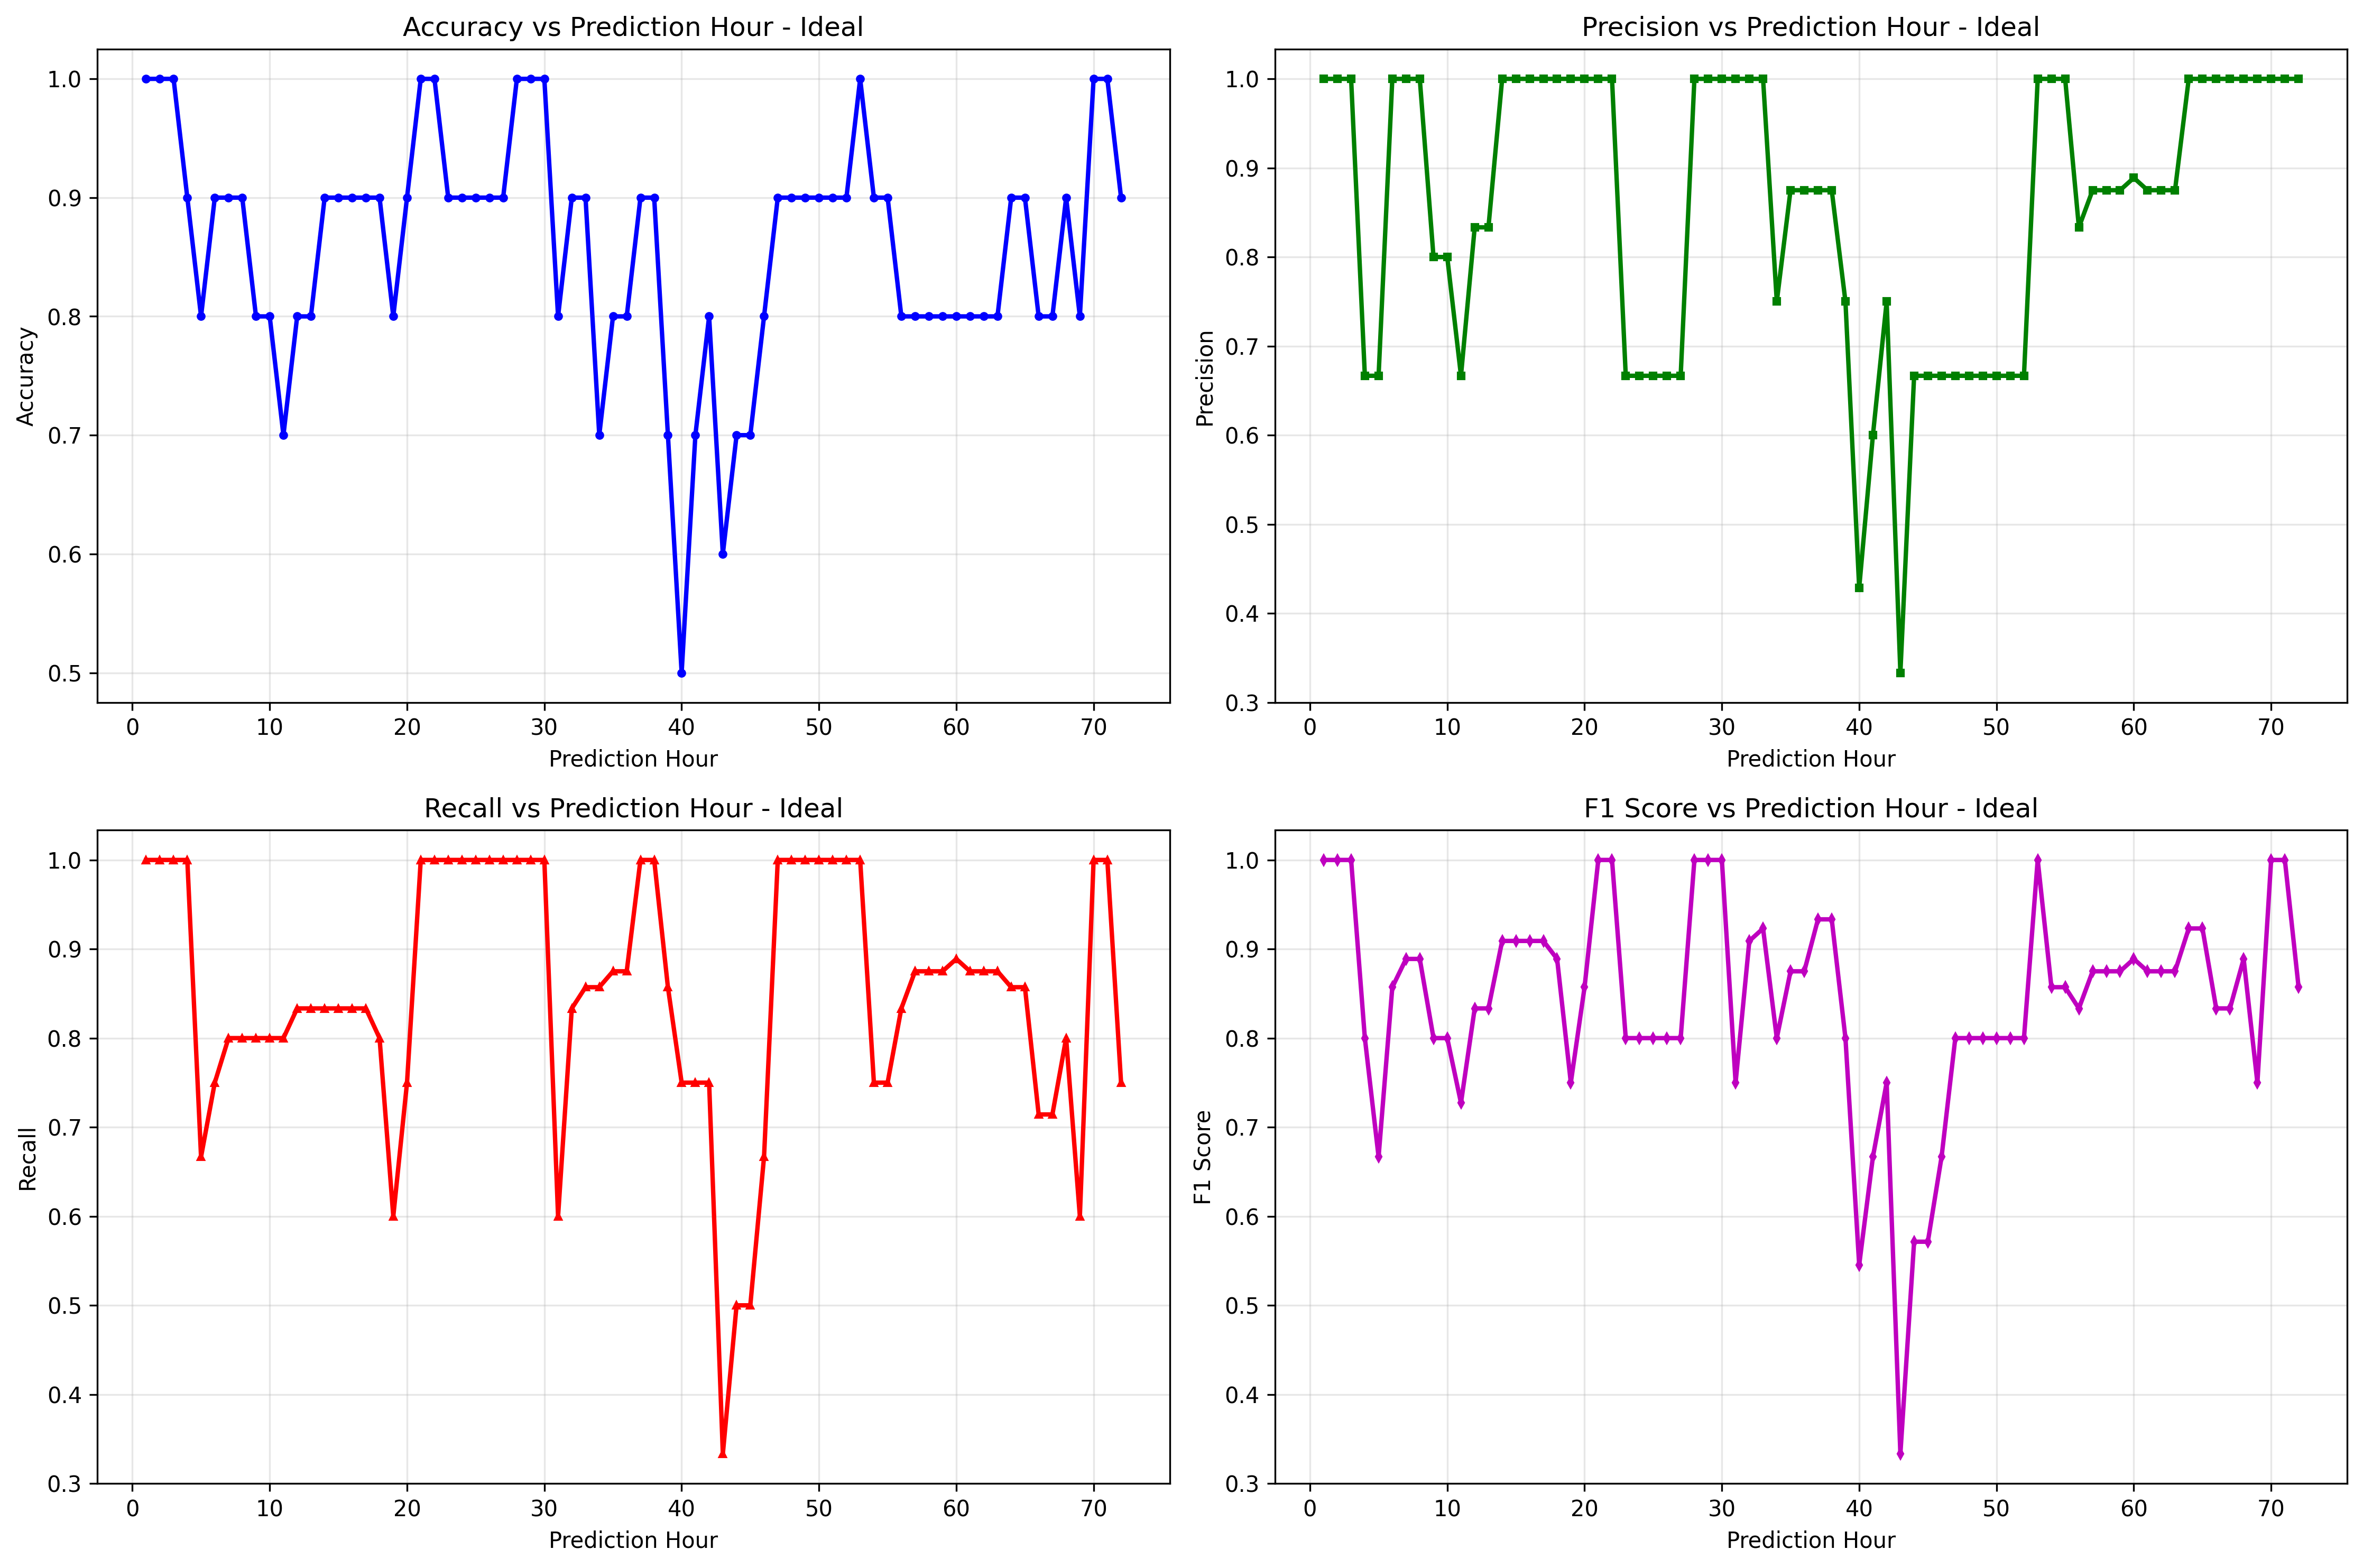 Accuracy vs Prediction Hour - Ideal
1.0
0.9
0.8
0.7
0.6
0.5
Accuracy
0 10 20 30 40 50 60 70
Prediction Hour
Precision vs Prediction Hour - Ideal
1.0
0.9
0.8
0.7
0.6
0.5
0.4
0.3
Precision
0 10 20 30 40 50 60 70
Prediction Hour
Recall vs Prediction Hour - Ideal
1.0
0.9
0.8
0.7
0.6
0.5
0.4
0.3
Recall
0 10 20 30 40 50 60 70
Prediction Hour
F1 Score vs Prediction Hour - Ideal
1.0
0.9
0.8
0.7
0.6
0.5
0.4
0.3
F1 Score
0 10 20 30 40 50 60 70
Prediction Hour